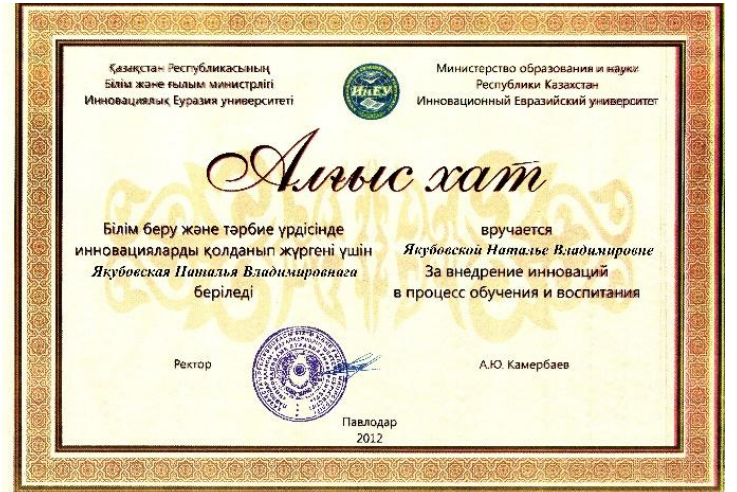 Қазақстан Республикасының
Білім және ғылым министрлігі
Инновациялық Еуразия университеті
ИнЕУ
Министерство образования и науки
Республики Казахстан
Инновационный Евразийский университет
Алғыс хат
Білім беру және тәрбие үрдісінде
инновацияларды қолданып жүргені үшін
Якубовская Наталья Владимировнаға
беріледі
вручается
Якубовской Наталье Владимировне
За внедрение инноваций
в процесс обучения и воспитания
Ректор
А.Ю. Камербаев
Павлодар
2012